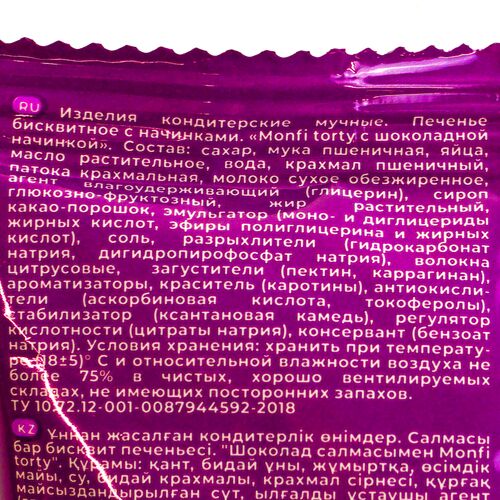 RU Изделия кондитерские мучные. Печенье
бисквитное с начинками. «Monfi torty с шоколадной
начинкой». Состав: сахар, мука пшеничная, яйца,
масло растительное, вода, крахмал пшеничный,
патока крахмальная, молоко сухое обезжиренное,
агент влагоудерживающий (глицерин), сироп
глюкозно-фруктозный, жир растительный,
какао-порошок, эмульгатор (моно- и диглицериды
жирных кислот, эфиры полиглицерина и жирных
кислот), соль, разрыхлители (гидрокарбонат
натрия, дигидропирофосфат натрия), волокна
цитрусовые, загустители (пектин, каррагинан),
ароматизаторы, краситель (каротины), антиокисли-
тели (аскорбиновая кислота, токоферолы),
стабилизатор (ксантановая камедь), регулятор
кислотности (цитраты натрия), консервант (бензоат
натрия). Условия хранения: хранить при температу-
ре (18±5)° С и относительной влажности воздуха не
более 75% в чистых, хорошо вентилируемых
складах, не имеющих посторонних запахов.
ТУ 10.72.12-001-0087944592-2018
KZ Ұннан жасалған кондитерлік өнімдер. Салмасы
бар бисквит печеньесі. "Шоколад салмасымен Monfi
torty". Құрамы: қант, бидай ұны, жұмыртқа, өсімдік
майы, су, бидай крахмалы, крахмал сірнесі, құрғақ
майсыздандырылған сүт, ылғалды ұстаушы агент